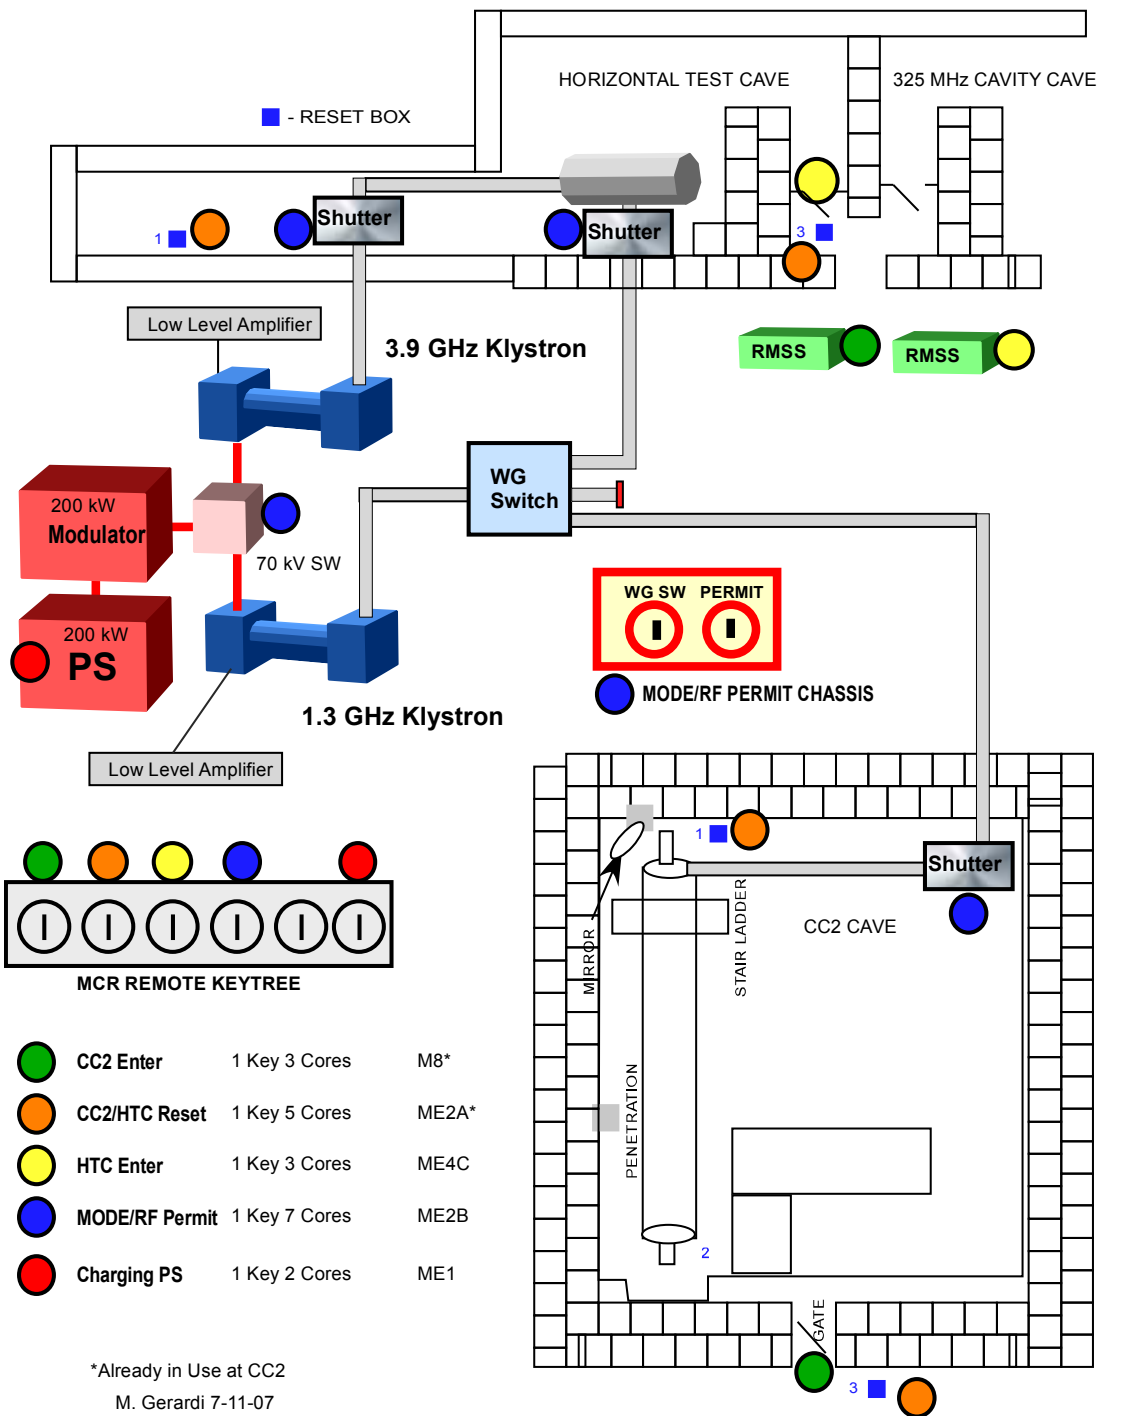 HORIZONTAL TEST CAVE
325 MHz CAVITY CAVE
- RESET BOX
Shutter
Shutter
1
3
Low Level Amplifier
3.9 GHz Klystron
RMSS
RMSS
WG
Switch
200 kW
Modulator
70 kV SW
200 kW
PS
WG SW PERMIT
MODE/RF PERMIT CHASSIS
1.3 GHz Klystron
Low Level Amplifier
1
Shutter
STAIR LADDER
CC2 CAVE
MIRROR
MCR REMOTE KEYTREE
PENETRATION
CC2 Enter 1 Key 3 Cores M8*
CC2/HTC Reset 1 Key 5 Cores ME2A*
HTC Enter 1 Key 3 Cores ME4C
MODE/RF Permit 1 Key 7 Cores ME2B
Charging PS 1 Key 2 Cores ME1
2
GATE
3
*Already in Use at CC2
M. Gerardi 7-11-07